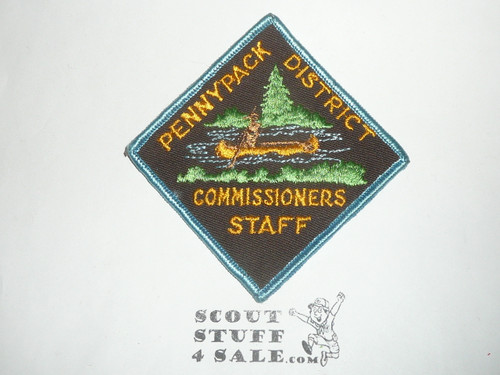 PENNYPACK DISTRICT
COMMISSIONERS
STAFF
SCOUT
STUFF
4 SALE.com